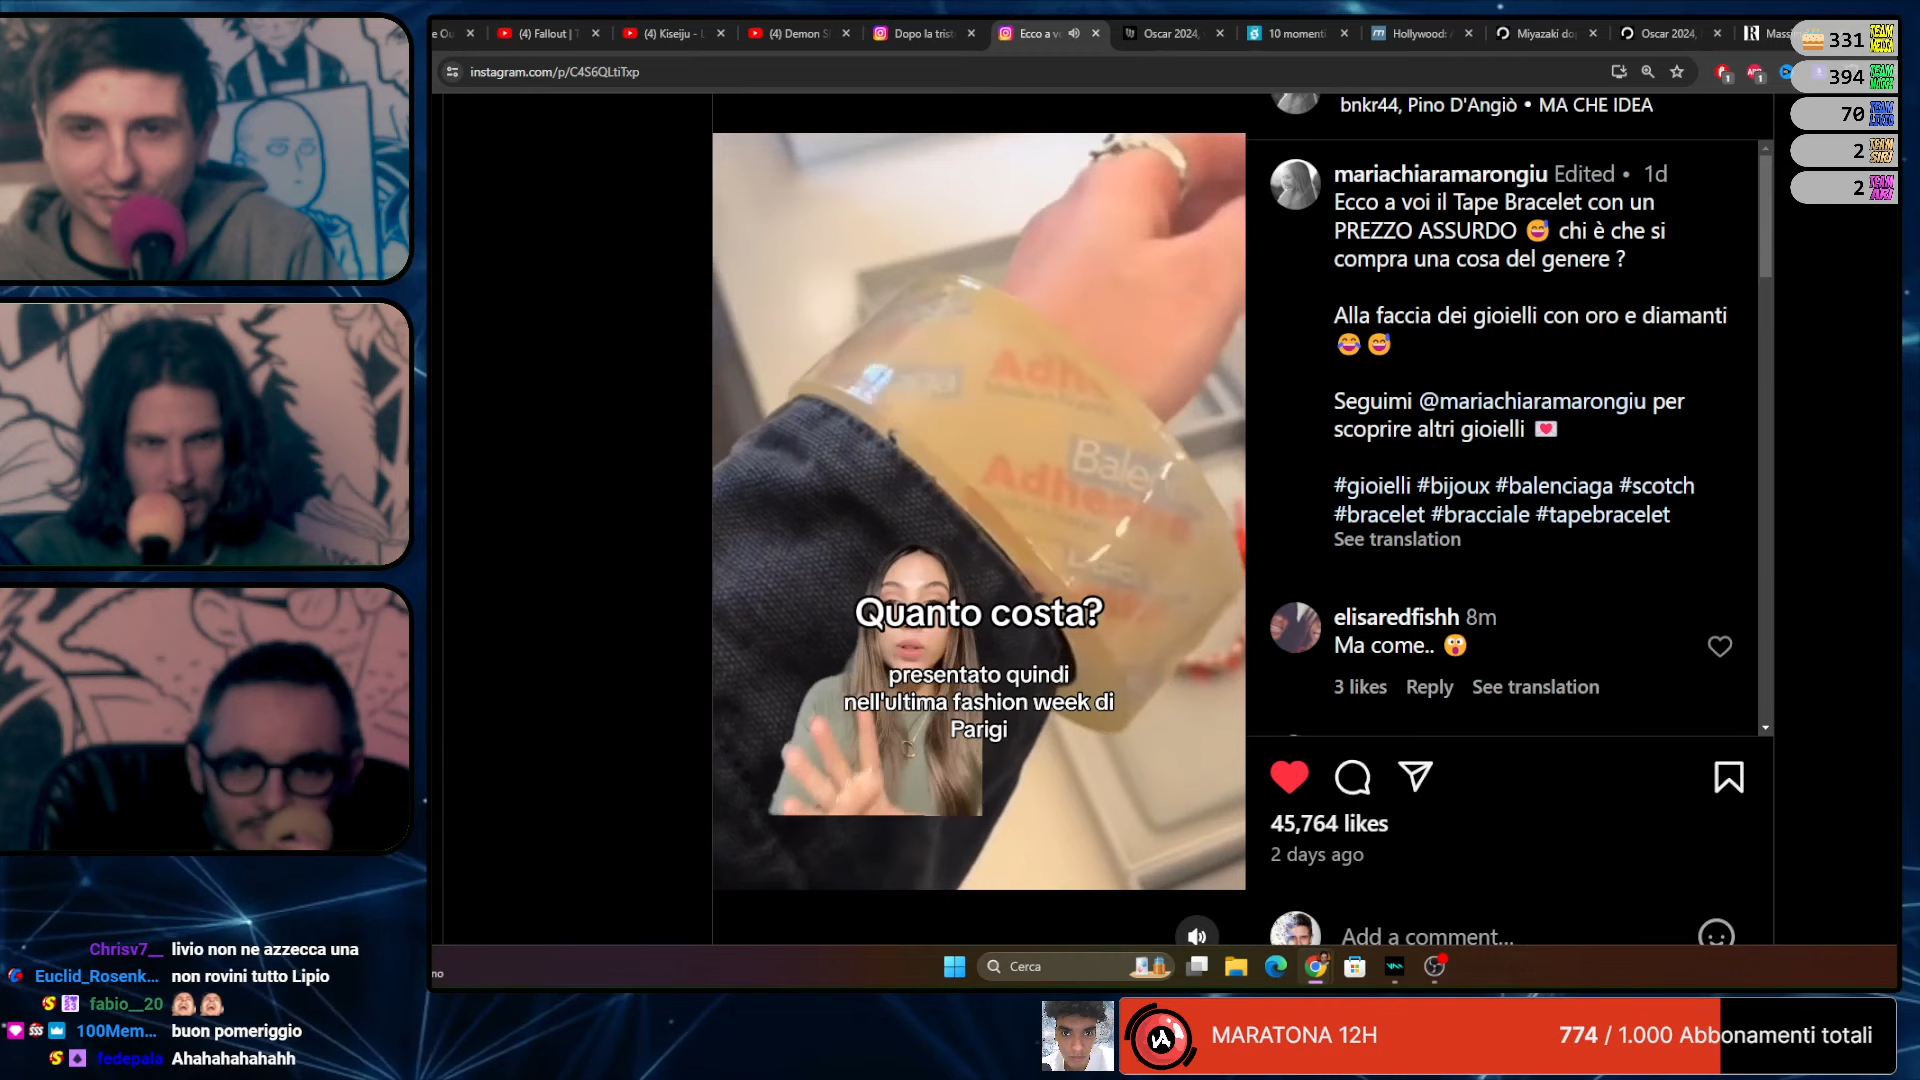 (4) Fallout | T
(4) Kiseiju - L
(4) Demon S
Dopo la trist
Ecco a v
Oscar 2024,
10 momenti
Hollywood:
Miyazaki do
Oscar 2024,
instagram.com/p/C4S6QLtiTxp
331
394
70
2
2
bnkr44, Pino D'Angiò • MA CHE IDEA
mariachiaramarongiu Edited • 1d
Ecco a voi il Tape Bracelet con un
PREZZO ASSURDO 😅 chi è che si
compra una cosa del genere ?
Alla faccia dei gioielli con oro e diamanti
😂 😅
Seguimi @mariachiaramarongiu per
scoprire altri gioielli 💌
#gioielli #bijoux #balenciaga #scotch
#bracelet #bracciale #tapebracelet
See translation
elisaredfishh 8m
Ma come.. 😲
3 likes Reply See translation
45,764 likes
2 days ago
Add a comment...
Adhe
Bale
Adhesive
Quanto costa?
presentato quindi
nell'ultima fashion week di
Parigi
Cerca
Chrisv7__ livio non ne azzecca una
Euclid_Rosenk... non rovini tutto Lipio
fabio__20
100Mem... buon pomeriggio
fedepala Ahahahahahahh
MARATONA 12H
774 / 1.000 Abbonamenti totali